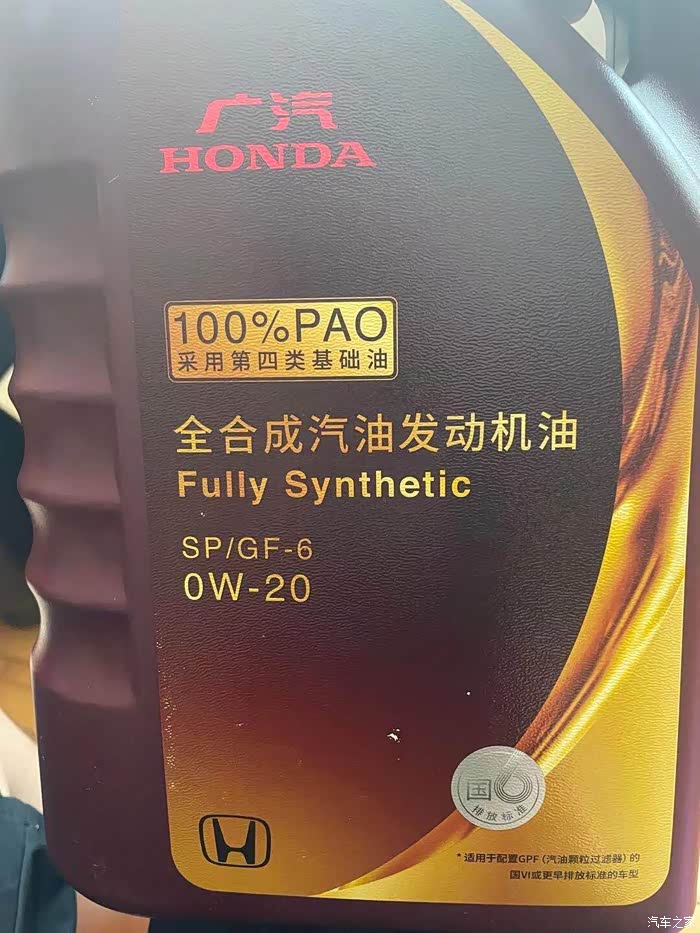 广汽
HONDA
100%PAO
采用第四类基础油
全合成汽油发动机油
Fully Synthetic
SP/GF-6
0W-20
国6
排放标准
*适用于配置GPF(汽油颗粒过滤器)的
国VI或更早排放标准的车型
汽车之家